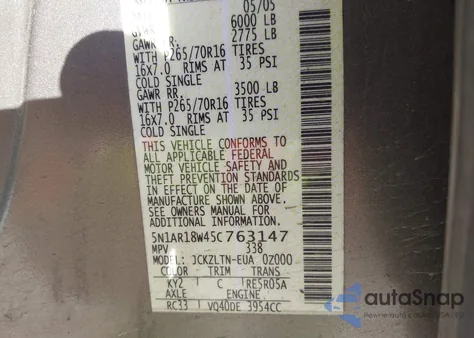 05/05
6000 LB
GAWR FR. 2775 LB
WITH P265/70R16 TIRES
16X7.0 RIMS AT 35 PSI
COLD SINGLE
GAWR RR. 3500 LB
WITH P265/70R16 TIRES
16X7.0 RIMS AT 35 PSI
COLD SINGLE
THIS VEHICLE CONFORMS TO
ALL APPLICABLE FEDERAL
MOTOR VEHICLE SAFETY AND
THEFT PREVENTION STANDARDS
IN EFFECT ON THE DATE OF
MANUFACTURE SHOWN ABOVE.
SEE OWNERS MANUAL FOR
ADDITIONAL INFORMATION.
5N1AR18W45C763147
MPV 338
MODEL: JCKZLTN-EUA 0Z000
COLOR TRIM TRANS
KY2 C RE5R05A
AXLE ENGINE
RC33 VQ40DE 3954CC
autoSnap